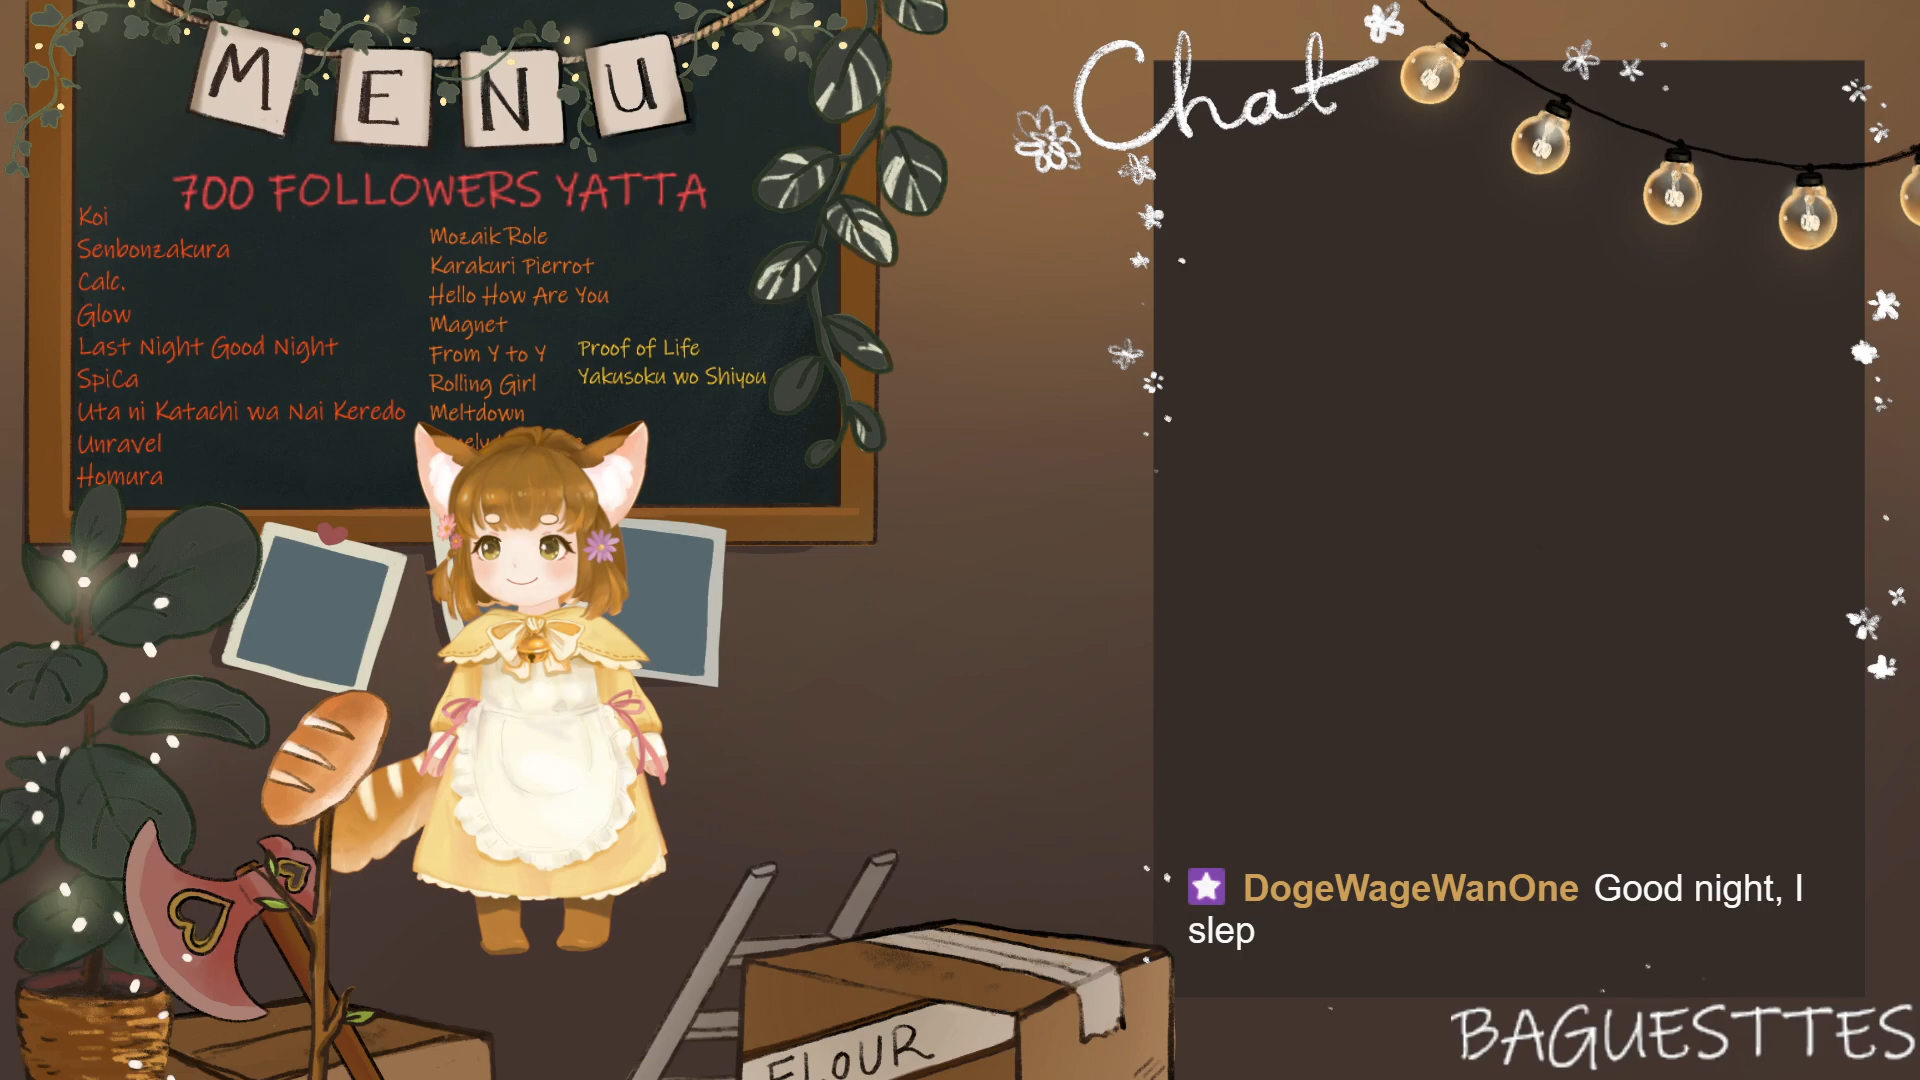 MENU
Chat
700 FOLLOWERS YATTA
Koi
Senbonzakura
Calc.
Glow
Last Night Good Night
SpiCa
Uta ni Katachi wa Nai Keredo
Unravel
Homura
Mozaik Role
Karakuri Pierrot
Hello How Are You
Magnet
From Y to Y
Rolling Girl
Meltdown
Proof of Life
Yakusoku wo Shiyou
DogeWageWanOne Good night, I
slep
FLOUR
BAGUESTTES